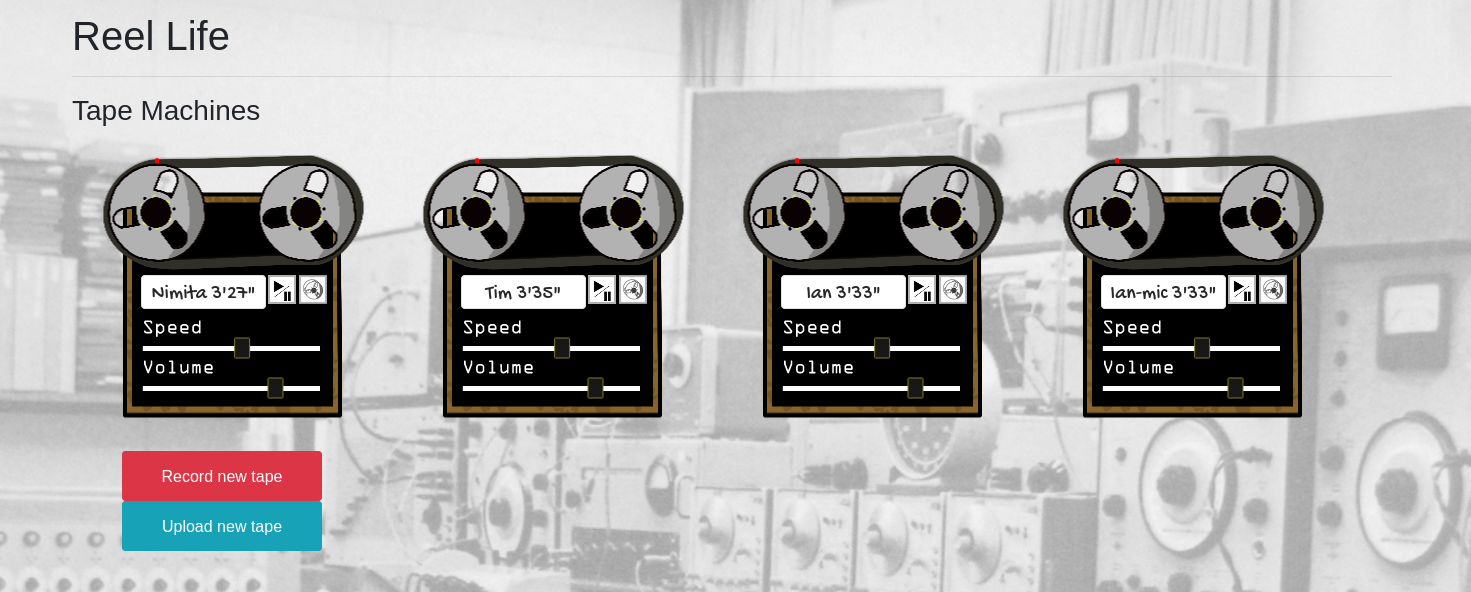 Reel Life
Tape Machines
Nimita 3'27"
Speed
Volume
Tim 3'35"
Speed
Volume
Ian 3'33"
Speed
Volume
Ian-mic 3'33"
Speed
Volume
Record new tape
Upload new tape